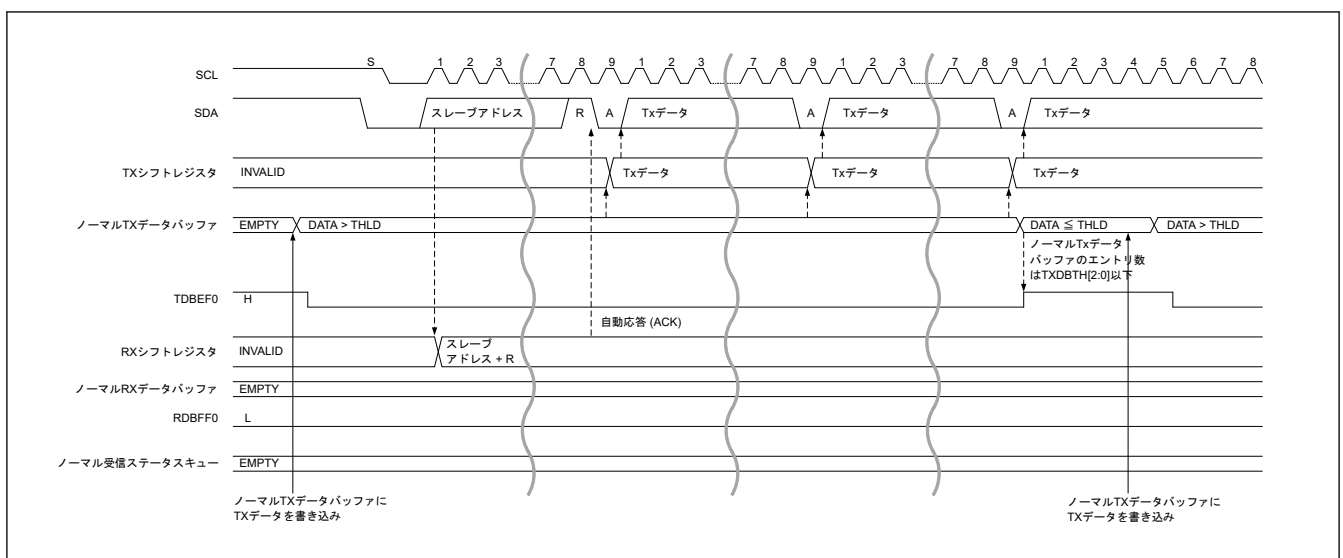 S 1 2 3 7 8 9 1 2 3 7 8 9 1 2 3 7 8 9 1 2 3 4 5 6 7 8
SCL
SDA スレーブアドレス R A Txデータ A Txデータ A Txデータ
TXシフトレジスタ INVALID Txデータ Txデータ Txデータ
ノーマルTXデータバッファ EMPTY DATA > THLD DATA ≦ THLD DATA > THLD
ノーマルTxデータ
バッファのエントリ数
はTXDBTH[2:0]以下
TDBEF0 H
自動応答 (ACK)
RXシフトレジスタ INVALID スレーブ
アドレス + R
ノーマルRXデータバッファ EMPTY
RDBFF0 L
ノーマル受信ステータスキュー EMPTY
ノーマルTXデータバッファに
TXデータを書き込み
ノーマルTXデータバッファに
TXデータを書き込み